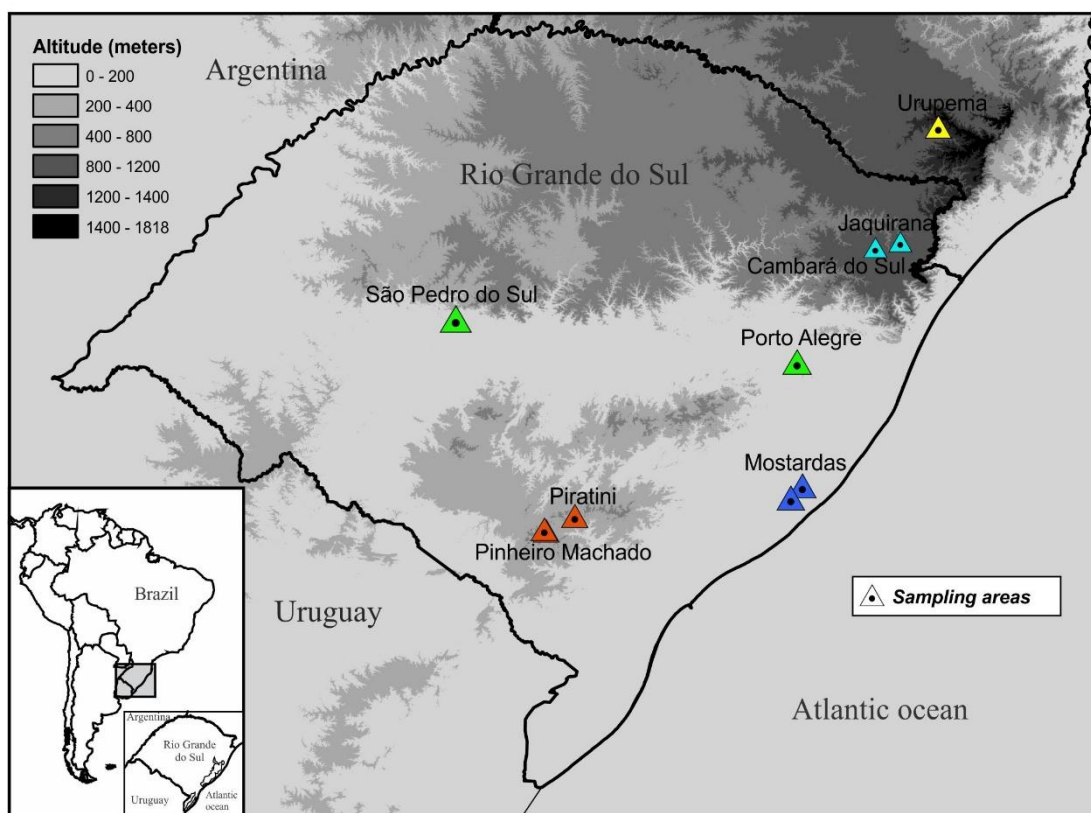 Altitude (meters)
0 - 200
200 - 400
400 - 800
800 - 1200
1200 - 1400
1400 - 1818
Argentina
Urupema
Rio Grande do Sul
Jaquirana
Cambará do Sul
São Pedro do Sul
Porto Alegre
Mostardas
Piratini
Pinheiro Machado
Uruguay
Sampling areas
Atlantic ocean
Brazil
Argentina
Rio Grande
do Sul
Uruguay
Atlantic
ocean